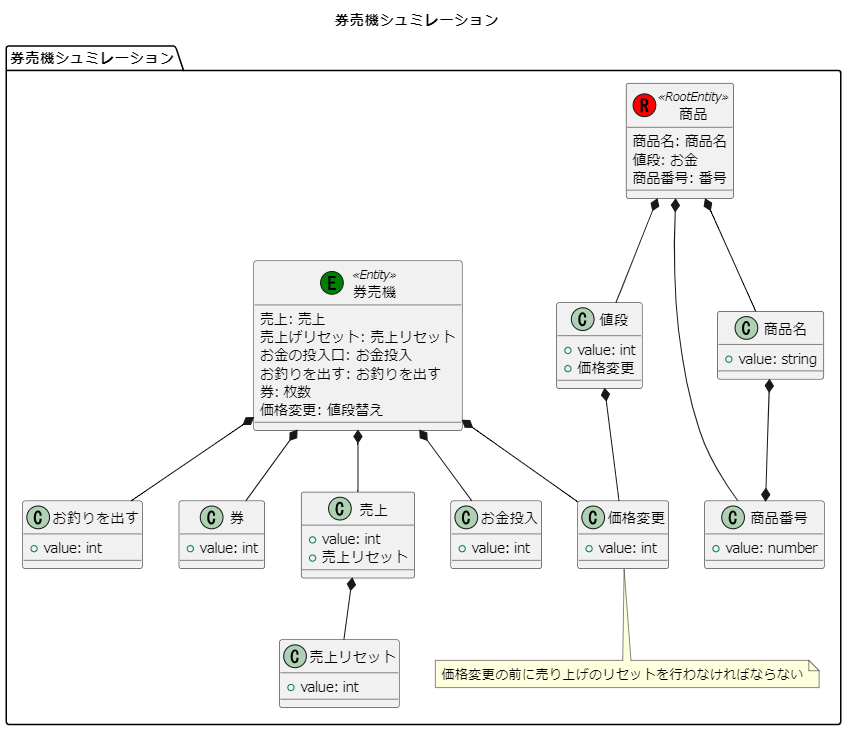 券売機シュミレーション
券売機シュミレーション
R
«RootEntity»
商品
商品名: 商品名
値段: お金
商品番号: 番号
E
«Entity»
券売機
売上: 売上
売上げリセット: 売上リセット
お金の投入口: お金投入
お釣りを出す: お釣りを出す
券: 枚数
価格変更: 値段替え
C 値段
value: int
価格変更
C 商品名
value: string
C お釣りを出す
value: int
C 券
value: int
C 売上
value: int
売上リセット
C お金投入
value: int
C 価格変更
value: int
C 商品番号
value: number
C 売上リセット
value: int
価格変更の前に売り上げのリセットを行わなければならない